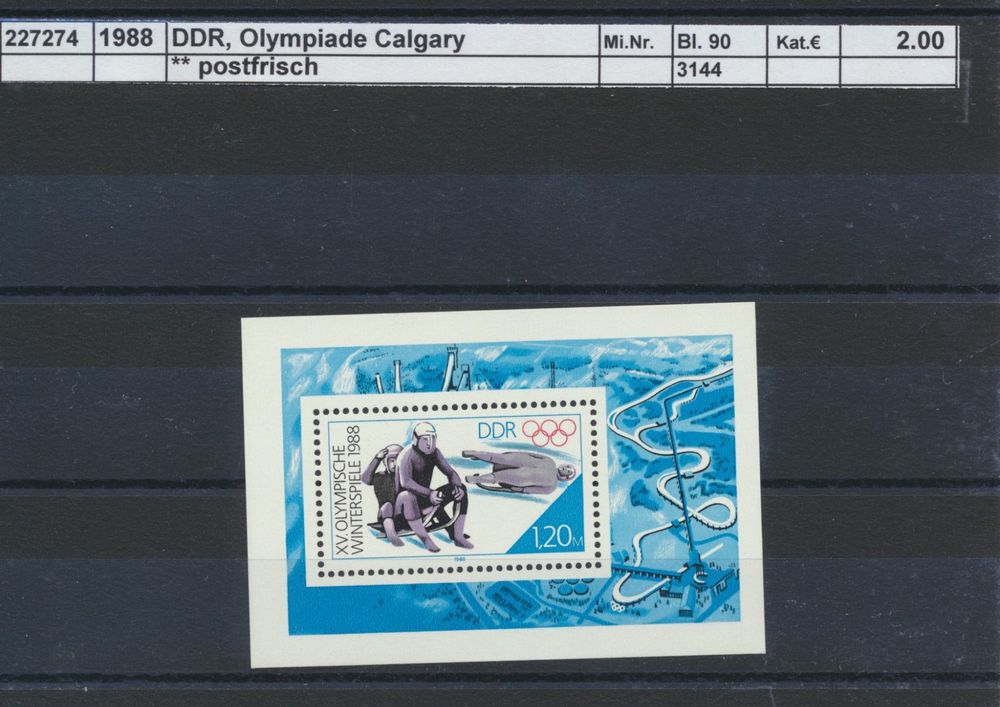 227274 1988 DDR, Olympiade Calgary Mi.Nr. Bl. 90 Kat.€ 2.00
** postfrisch 3144
DDR
XV. OLYMPISCHE
WINTERSPIELE 1988
1,20 M
1988